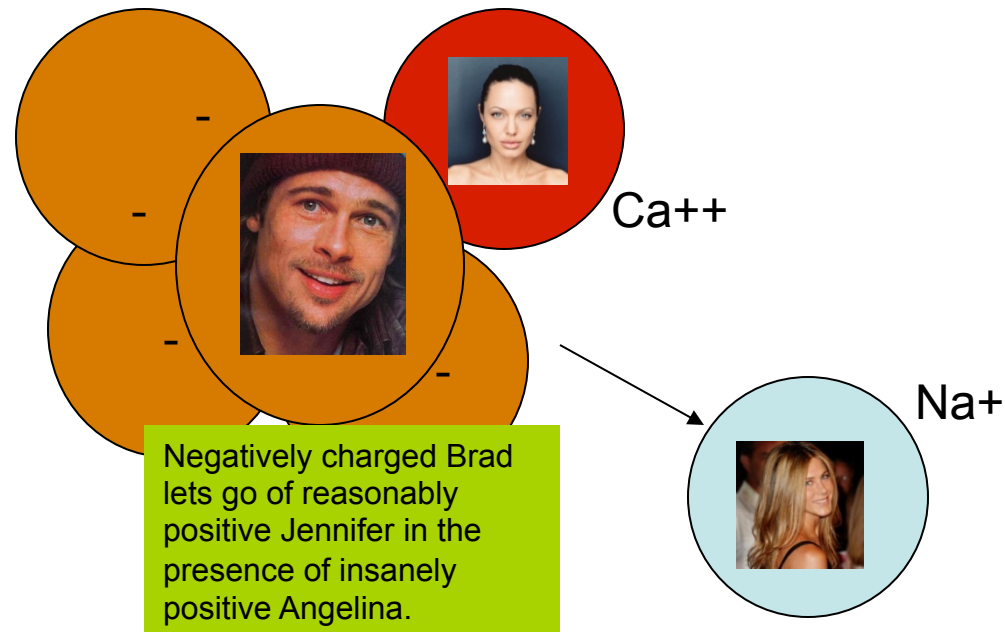 -
-
Ca++
-
-
Na+
Negatively charged Brad
lets go of reasonably
positive Jennifer in the
presence of insanely
positive Angelina.